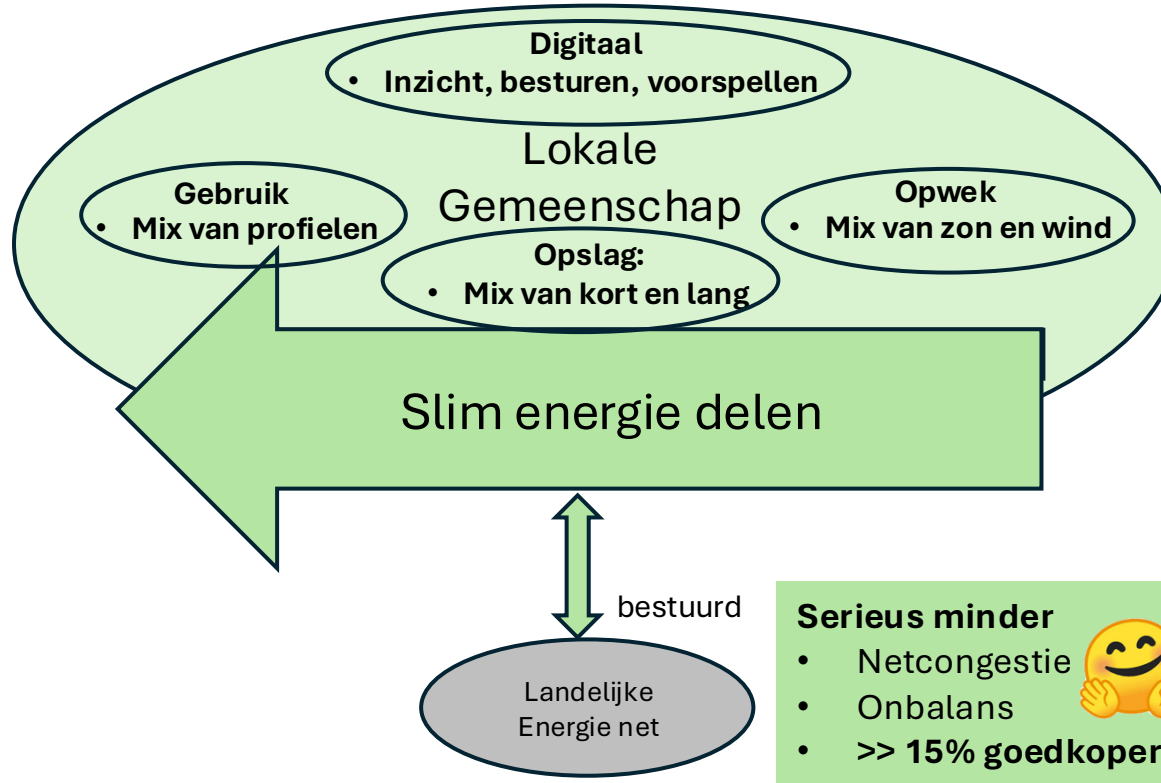 Digitaal
• Inzicht, besturen, voorspellen
Lokale
Gemeenschap
Gebruik
• Mix van profielen
Opwek
• Mix van zon en wind
Opslag:
• Mix van kort en lang
Slim energie delen
bestuurd
Landelijke
Energie net
Serieus minder
• Netcongestie
• Onbalans
• >> 15% goedkoper